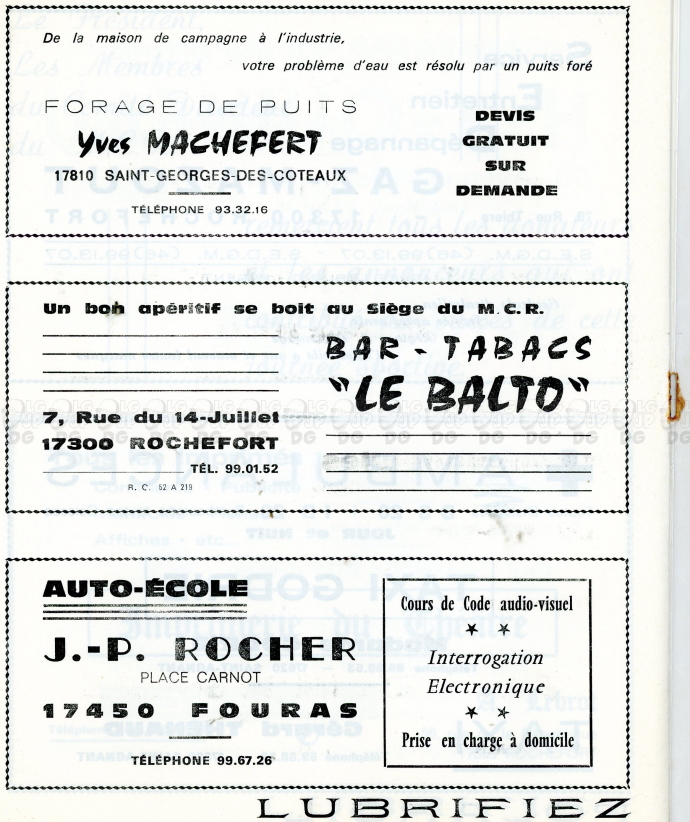 De la maison de campagne à l'industrie,
votre problème d'eau est résolu par un puits foré
FORAGE DE PUITS
Yves MACHEFERT
17810 SAINT-GEORGES-DES-COTEAUX
TÉLÉPHONE 93.32.16
DEVIS
GRATUIT
SUR
DEMANDE
Un bon apéritif se boit au Siège du M.C.R.
BAR - TABACS
"LE BALTO"
7, Rue du 14-Juillet
17300 ROCHEFORT
TÉL. 99.01.52
R. C. 52 A 219
AUTO-ÉCOLE
J.-P. ROCHER
PLACE CARNOT
17450 FOURAS
TÉLÉPHONE 99.67.26
Cours de Code audio-visuel
★ ★
Interrogation
Electronique
★ ★
Prise en charge à domicile
LUBRIFIEZ